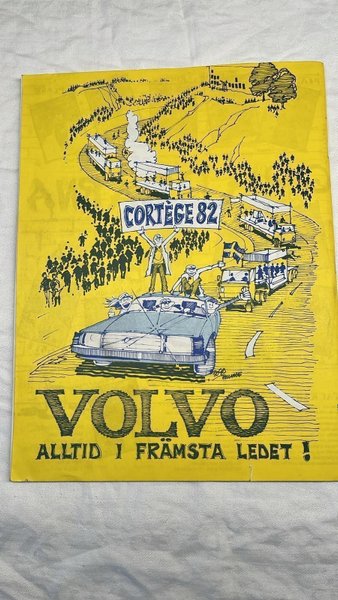 CORTÈGE 82
VOLVO
ALLTID I FRÄMSTA LEDET!